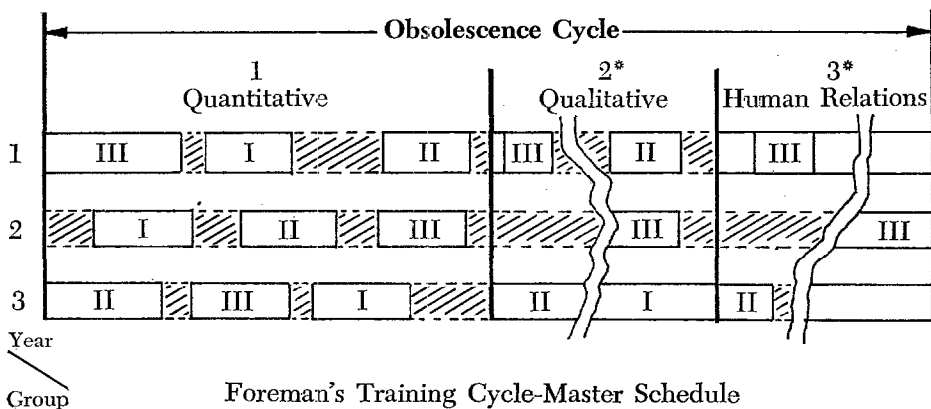 Obsolescence Cycle
1 2* 3*
Quantitative Qualitative Human Relations
1 III I II III II III
2 I II III III III
3 II III I II I II
Year
Group
Foreman's Training Cycle-Master Schedule